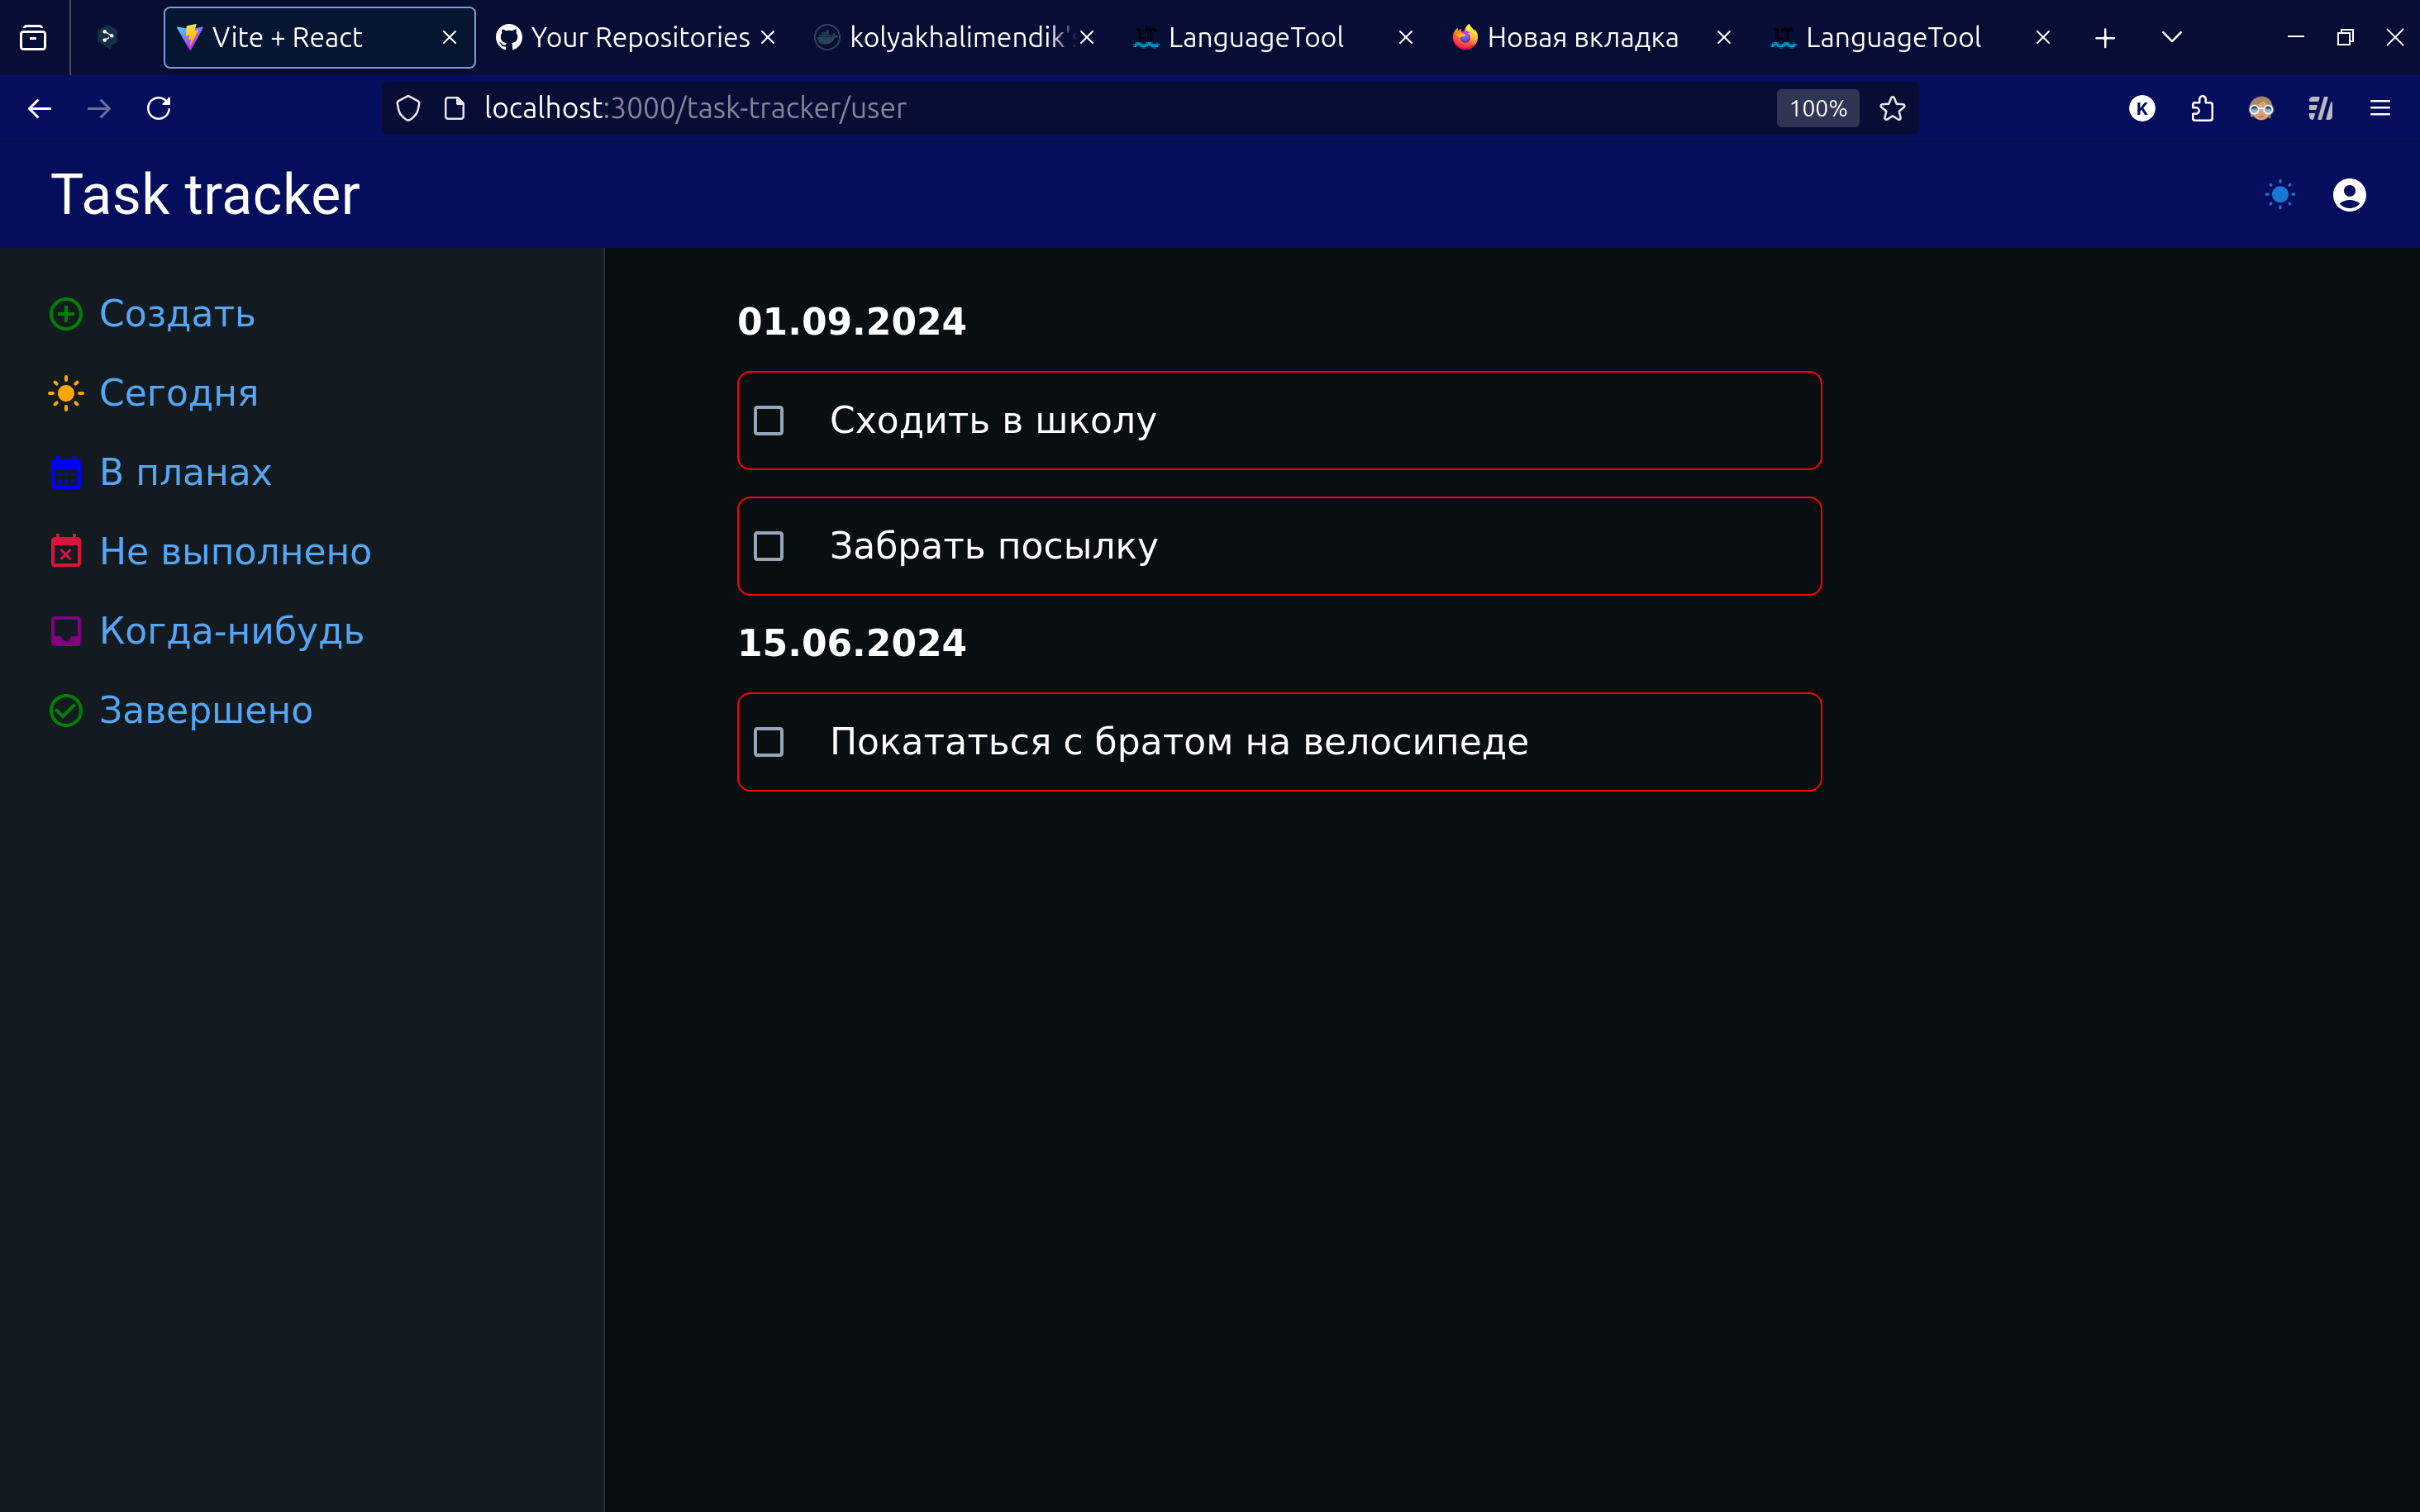 Vite + React
Your Repositories
kolyakhalimendik'
LanguageTool
Новая вкладка
LanguageTool
localhost:3000/task-tracker/user
100%
K
Task tracker
Создать
Сегодня
В планах
Не выполнено
Когда-нибудь
Завершено
01.09.2024
Сходить в школу
Забрать посылку
15.06.2024
Покататься с братом на велосипеде